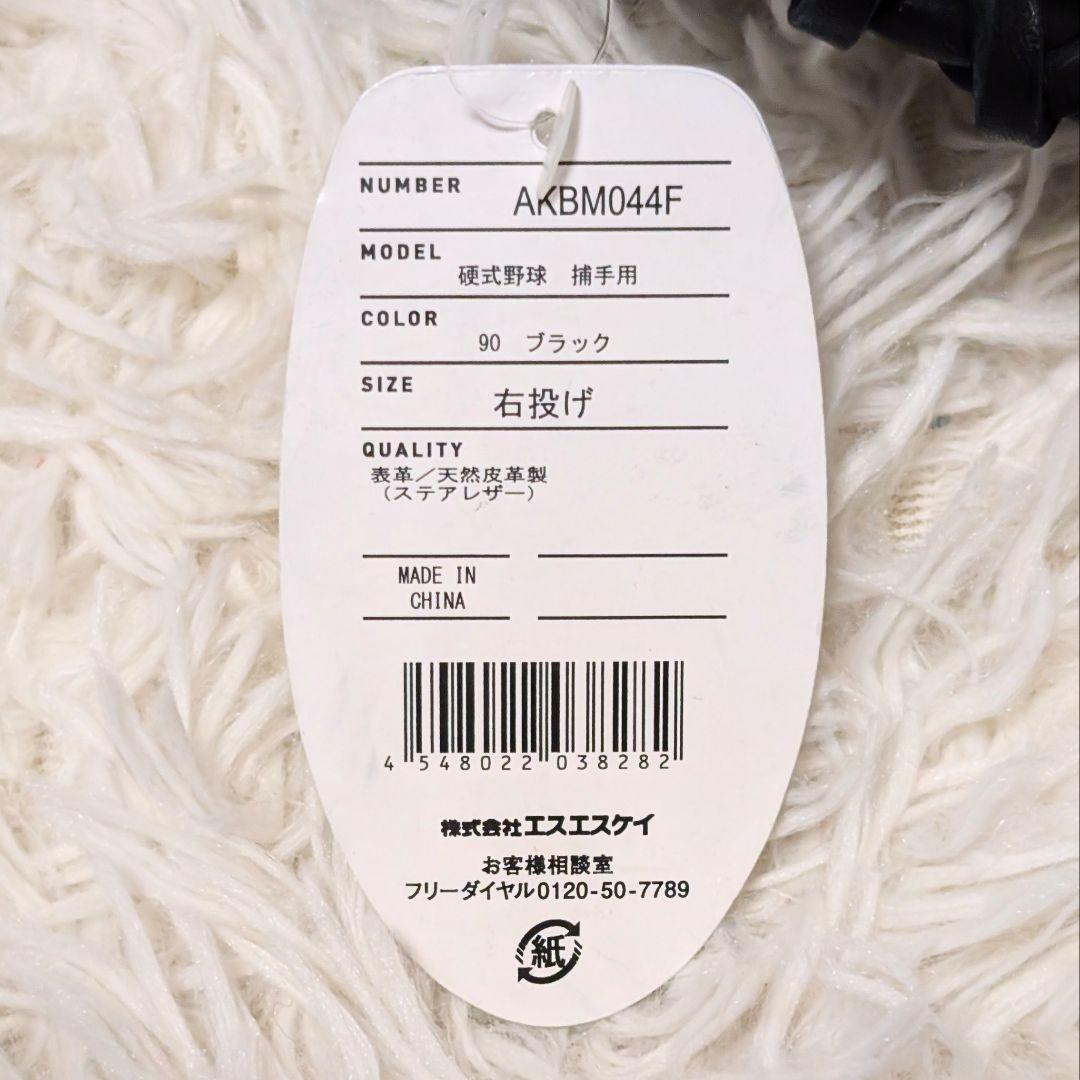 NUMBER
AKBM044F
MODEL
硬式野球 捕手用
COLOR
90 ブラック
SIZE
右投げ
QUALITY
表革/天然皮革製
(ステアレザー)
MADE IN
CHINA
4 548022 038282
株式会社エスエスケイ
お客様相談室
フリーダイヤル0120-50-7789
紙